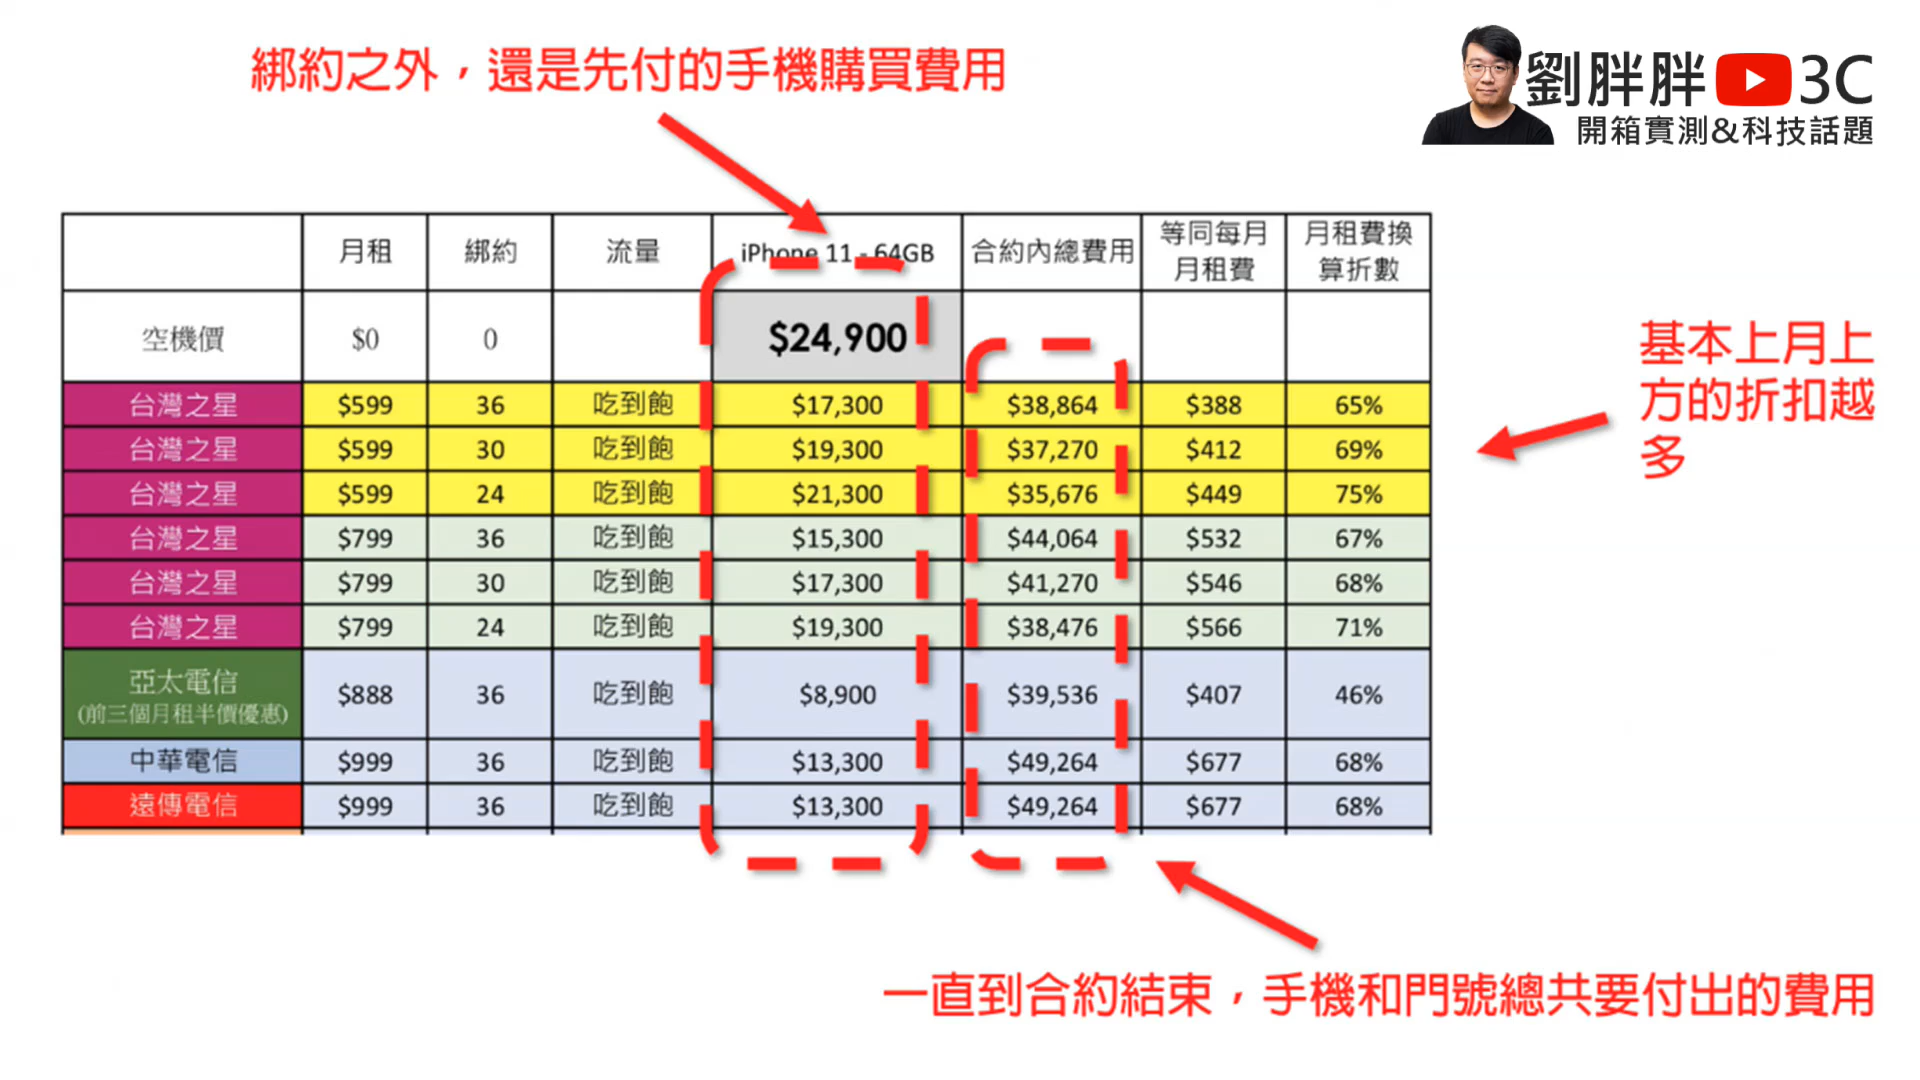 綁約之外，還是先付的手機購買費用
劉胖胖 3C
開箱實測&科技話題
月租 綁約 流量 iPhone 11 - 64GB 合約內總費用 等同每月月租費 月租費換算折數
空機價 $0 0 $24,900
台灣之星 $599 36 吃到飽 $17,300 $38,864 $388 65%
台灣之星 $599 30 吃到飽 $19,300 $37,270 $412 69%
台灣之星 $599 24 吃到飽 $21,300 $35,676 $449 75%
台灣之星 $799 36 吃到飽 $15,300 $44,064 $532 67%
台灣之星 $799 30 吃到飽 $17,300 $41,270 $546 68%
台灣之星 $799 24 吃到飽 $19,300 $38,476 $566 71%
亞太電信
(前三個月租半價優惠) $888 36 吃到飽 $8,900 $39,536 $407 46%
中華電信 $999 36 吃到飽 $13,300 $49,264 $677 68%
遠傳電信 $999 36 吃到飽 $13,300 $49,264 $677 68%
基本上月上
方的折扣越
多
一直到合約結束，手機和門號總共要付出的費用